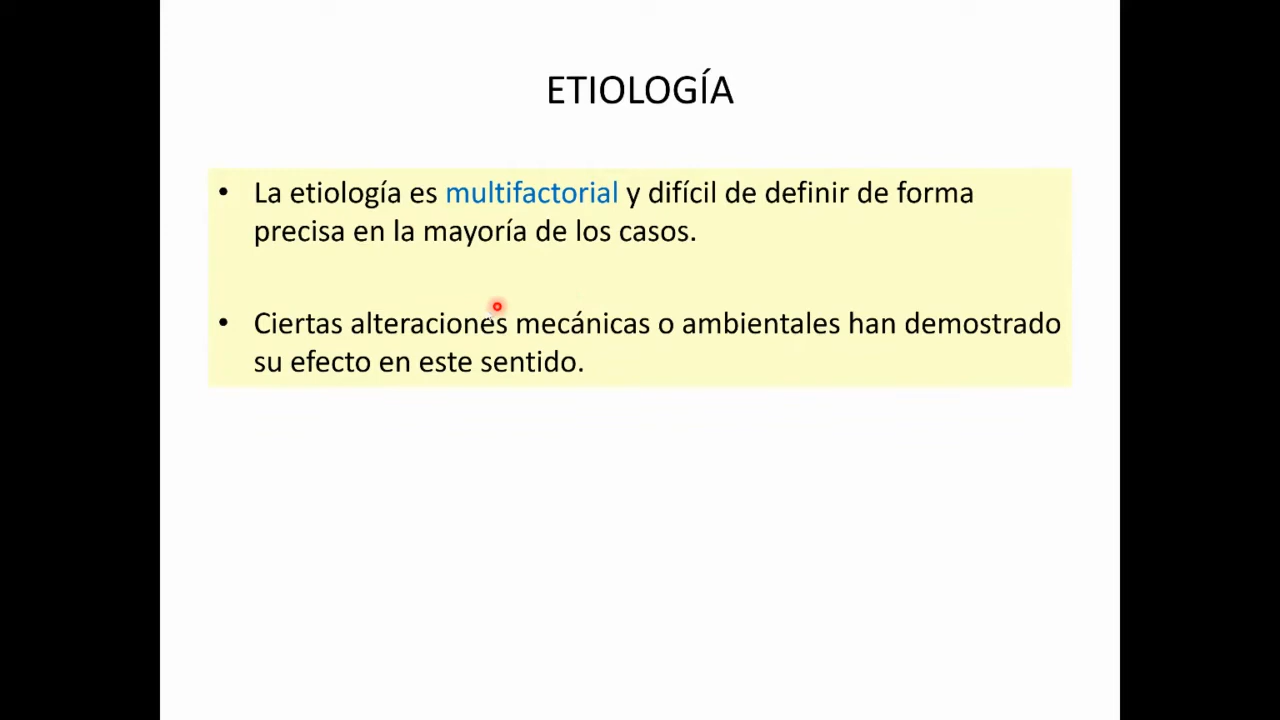 ETIOLOGÍA
• La etiología es multifactorial y difícil de definir de forma
precisa en la mayoría de los casos.
• Ciertas alteraciones mecánicas o ambientales han demostrado
su efecto en este sentido.